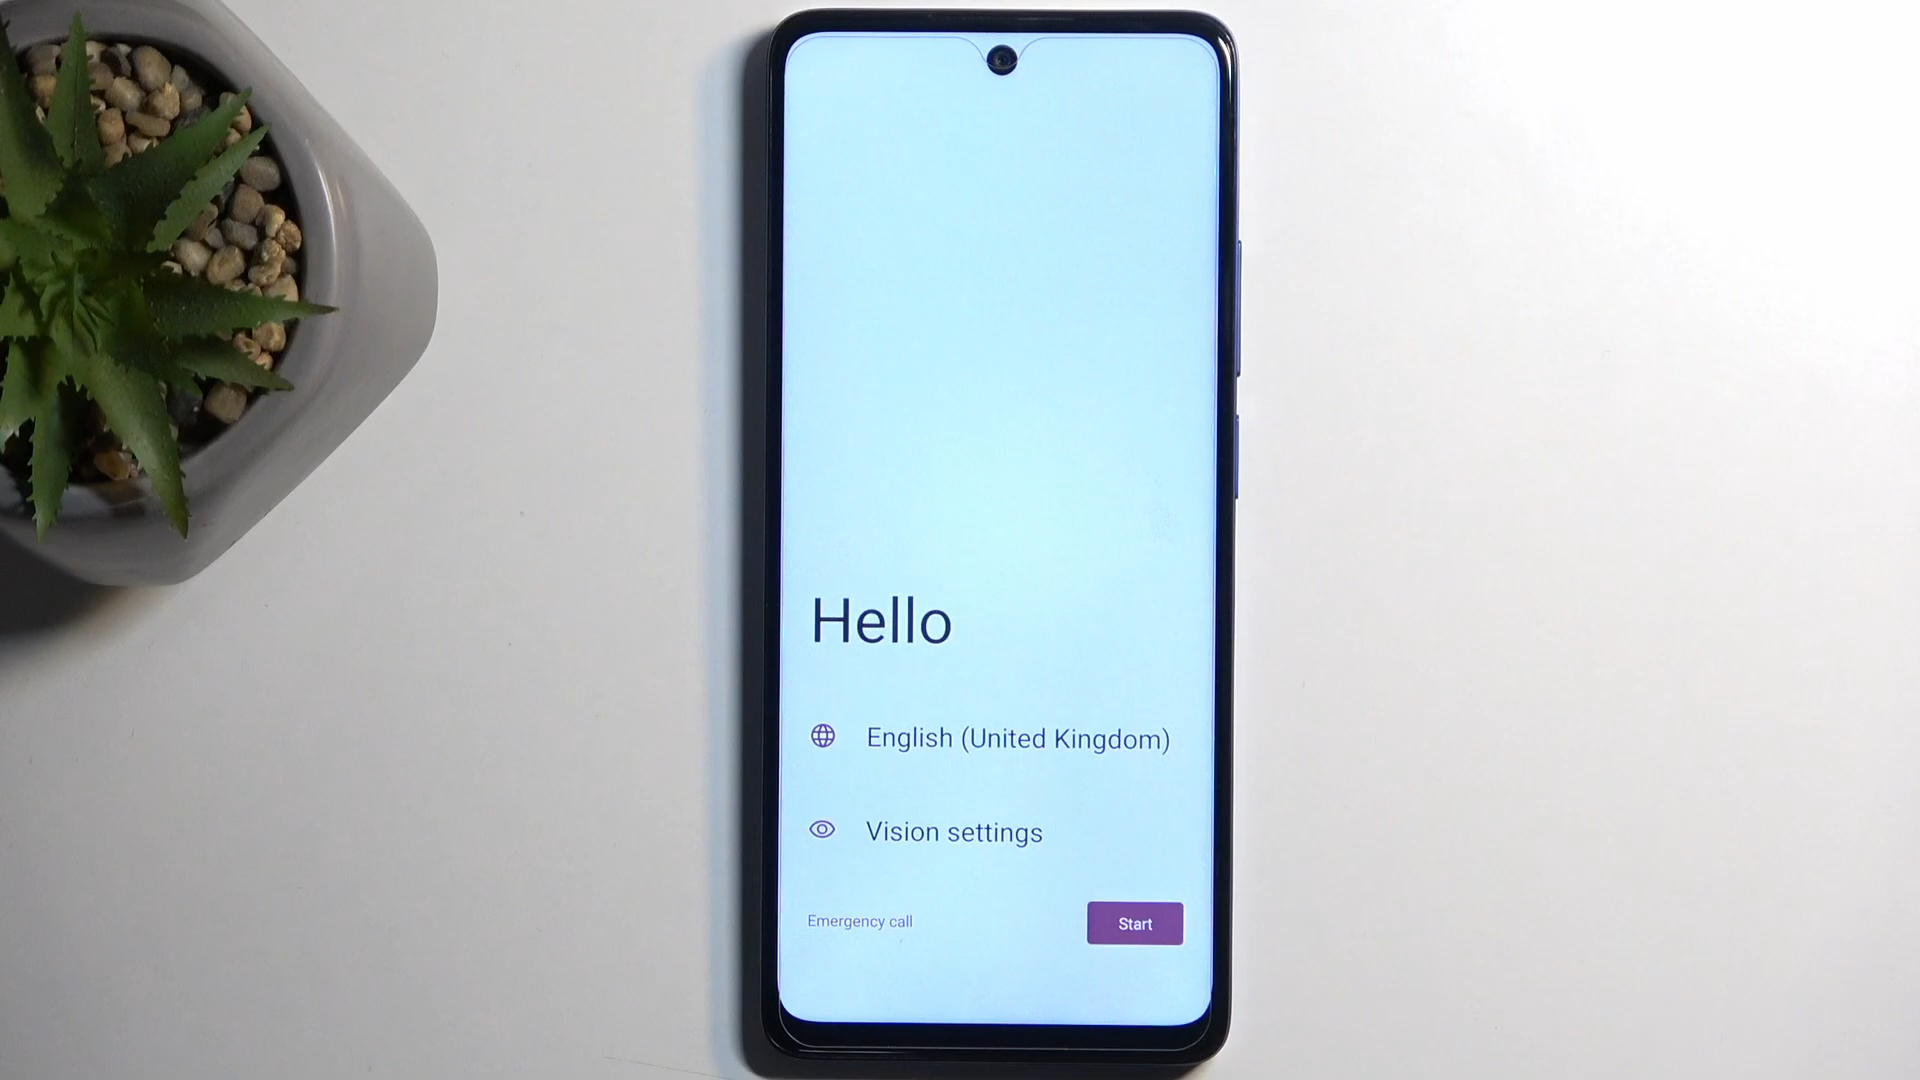 Hello
English (United Kingdom)
Vision settings
Emergency call
Start